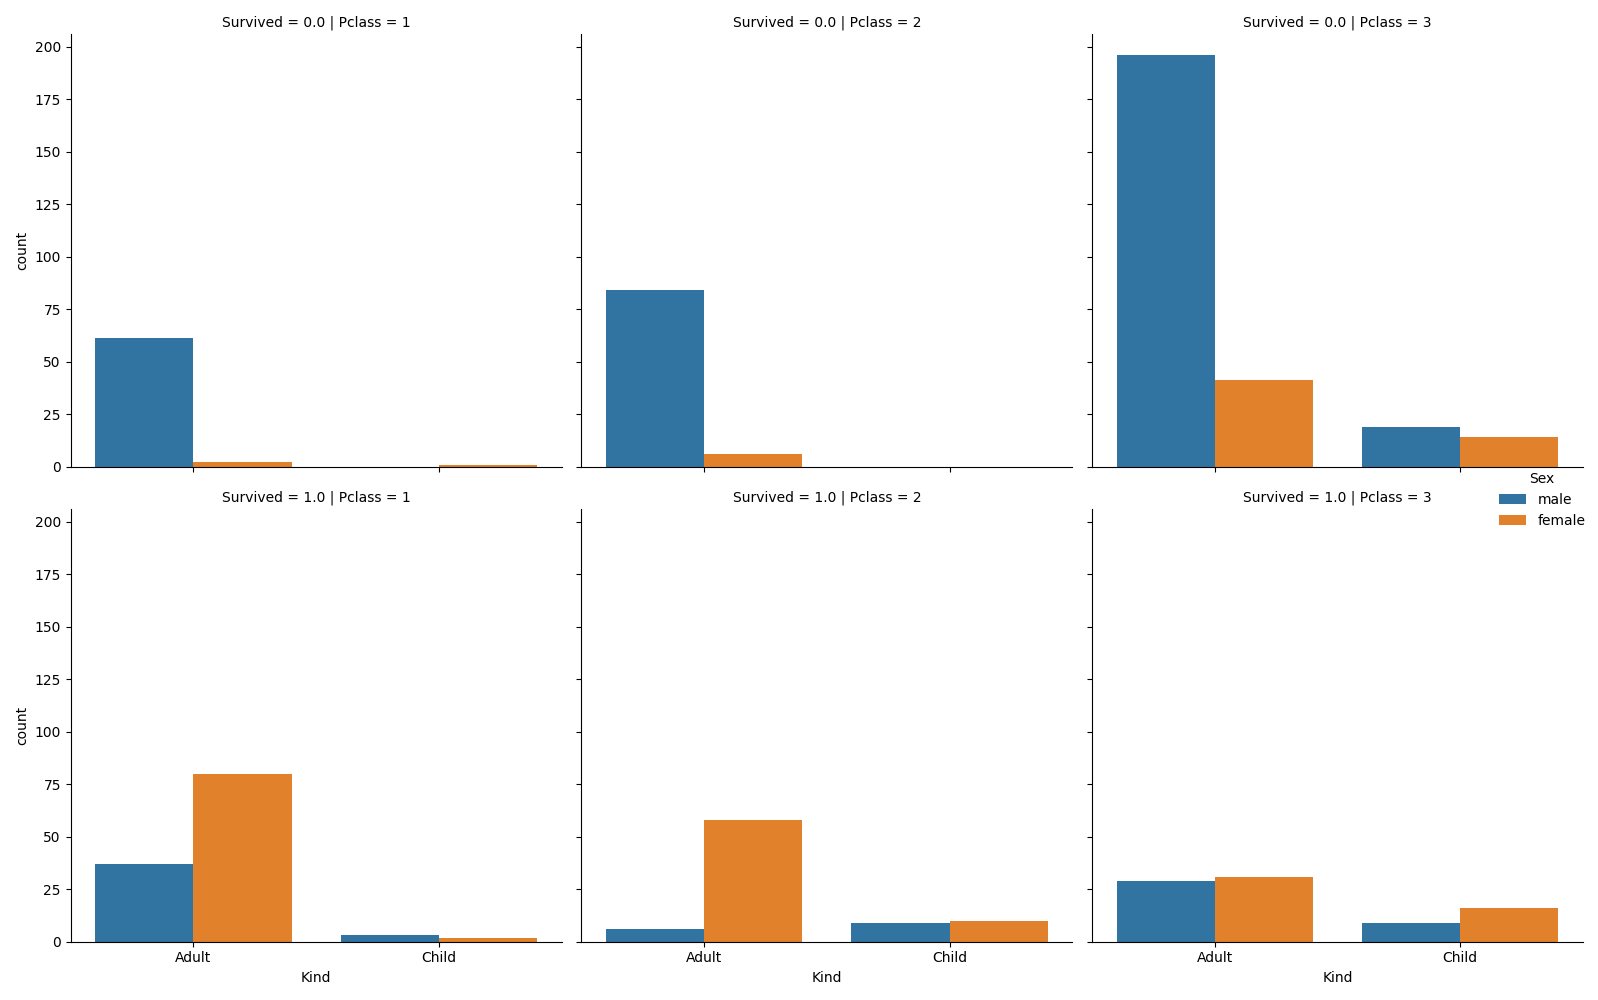 Survived = 0.0 | Pclass = 1
Survived = 0.0 | Pclass = 2
Survived = 0.0 | Pclass = 3
200
175
150
125
100
75
50
25
0
count
Sex
male
female
Survived = 1.0 | Pclass = 1
Survived = 1.0 | Pclass = 2
Survived = 1.0 | Pclass = 3
200
175
150
125
100
75
50
25
0
count
Adult
Child
Kind
Adult
Child
Kind
Adult
Child
Kind